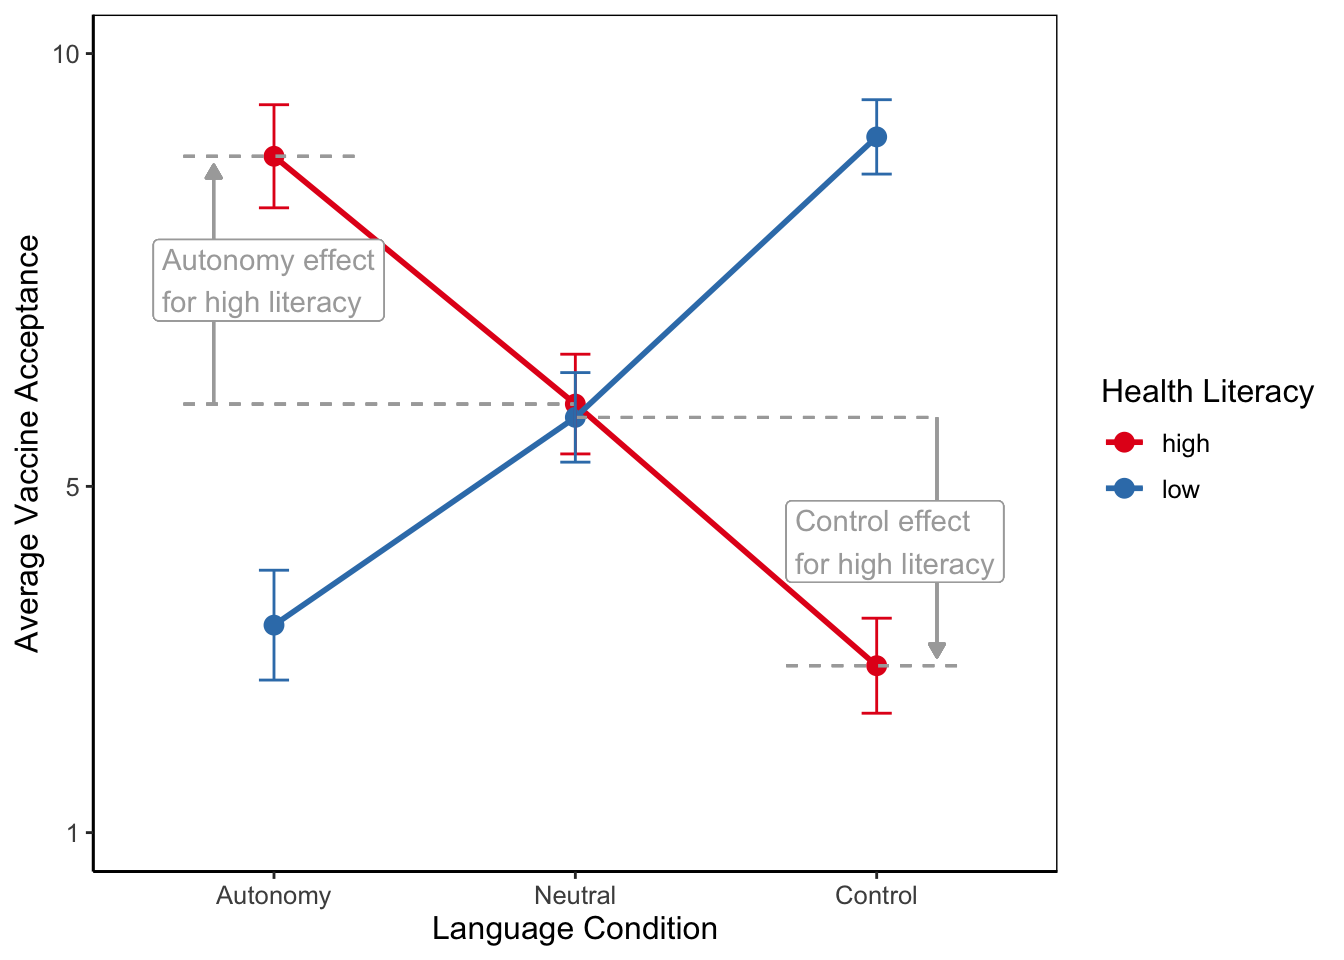 10
5
1
Average Vaccine Acceptance
Autonomy effect
for high literacy
Control effect
for high literacy
Autonomy
Neutral
Control
Language Condition
Health Literacy
high
low